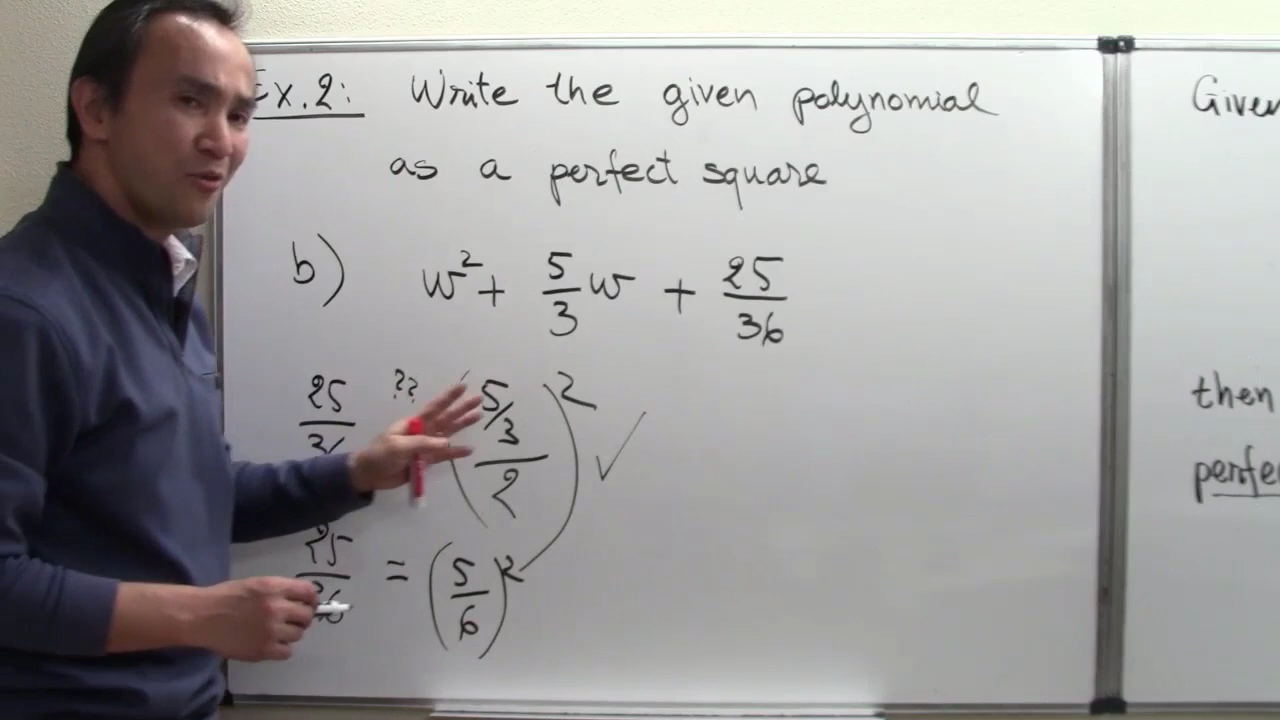 Ex.2: Write the given polynomial
as a perfect square
b) w² + 5/3 w + 25/36
25/36 ?? ((5/3)/2)² ✓
25/36 = (5/6)²
Given
then
perfe